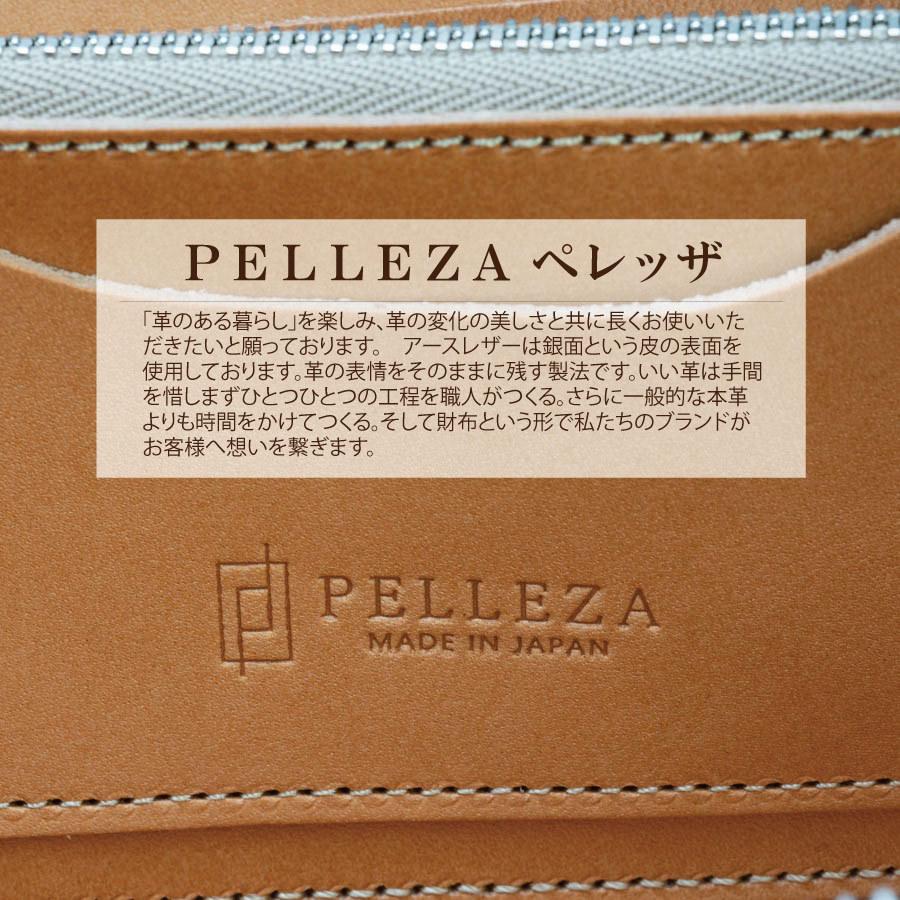 PELLEZA ペレッザ
「革のある暮らし」を楽しみ、革の変化の美しさと共に長くお使いいた
だきたいと願っております。　アースレザーは銀面という皮の表面を
使用しております。革の表情をそのままに残す製法です。いい革は手間
を惜しまずひとつひとつの工程を職人がつくる。さらに一般的な本革
よりも時間をかけてつくる。そして財布という形で私たちのブランドが
お客様へ想いを繋ぎます。
PELLEZA
MADE IN JAPAN